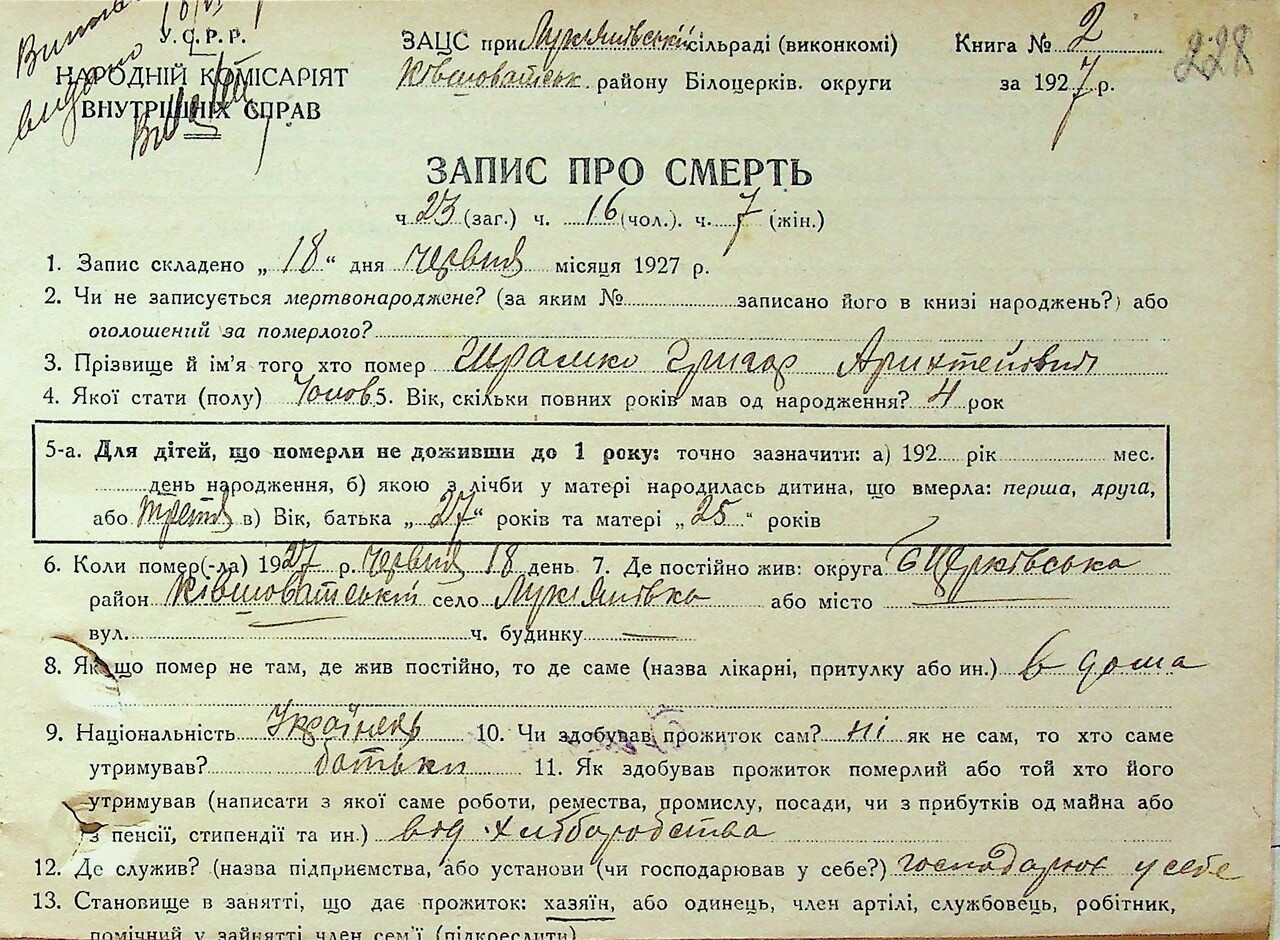 У.С.Р.Р.
НАРОДНІЙ КОМІСАРІЯТ
ВНУТРІШНІХ СПРАВ
ЗАЦС при Лукянівській сільраді (виконкомі)
Ківшоватськ. району Білоцерків. округи
Книга № 2
за 1927 р.
228
ЗАПИС ПРО СМЕРТЬ
ч 23 (заг.) ч. 16 (чол.). ч. 7 (жін.)
1. Запис складено „ 18 “ дня червня місяця 1927 р.
2. Чи не записується мертвонароджене? (за яким № записано його в книзі народжень?) або
оголошений за померлого?
3. Прізвище й ім'я того хто помер Шрамко Григор
4. Якої стати (полу) Чолов 5. Вік, скільки повних років мав од народження? 4 рок
5-а. Для дітей, що померли не доживши до 1 року: точно зазначити: а) 192 рік мес.
день народження, б) якою з лічби у матері народилась дитина, що вмерла: перша, друга,
або третя в) Вік, батька „ 27 “ років та матері „ 25 “ років
6. Коли помер(-ла) 1927 р. червня 18 день 7. Де постійно жив: округа Б Церківська
район Ківшоватській село Лукянівка або місто
вул. ч. будинку
8. Якщо помер не там, де жив постійно, то де саме (назва лікарні, притулку або ин.) в дома
9. Національність Українець 10. Чи здобував прожиток сам? ні як не сам, то хто саме
утримував? батьки 11. Як здобував прожиток померлий або той хто його
утримував (написати з якої саме роботи, ремества, промислу, посади, чи з прибутків од майна або
з пенсії, стипендії та ин.) від хліборобства
12. Де служив? (назва підприємства, або установи (чи господарював у себе?) господарює у себе
13. Становище в занятті, що дає прожиток: хазяїн, або одинець, член артілі, службовець, робітник,
помічний у зайнятті член сем'ї (підкреслити)